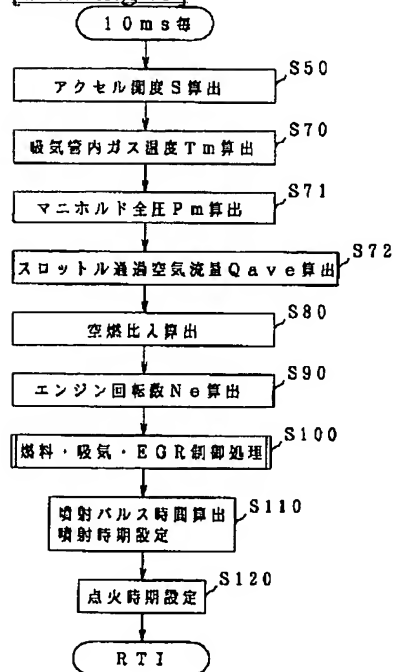 10ms毎
アクセル開度S算出
S50
吸気管内ガス温度Tm算出
S70
マニホルド全圧Pm算出
S71
スロットル通過空気流量Qave算出
S72
空燃比λ算出
S80
エンジン回転数Ne算出
S90
燃料・吸気・EGR制御処理
S100
噴射パルス時間算出
噴射時期設定
S110
点火時期設定
S120
RTI